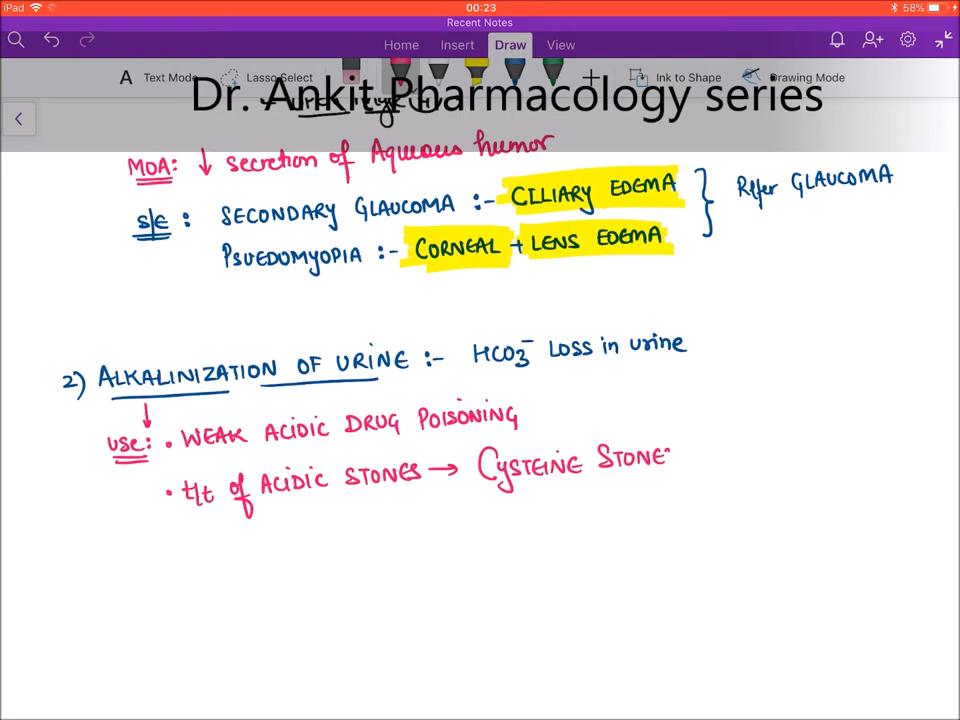 iPad 00:23 58%
Recent Notes
Home Insert Draw View
A Text Mode Lasso Select Ink to Shape Drawing Mode
Dr. Ankit Pharmacology series
MOA: ↓ secretion of Aqueous humor
S/E : SECONDARY GLAUCOMA :- CILIARY EDEMA } Refer GLAUCOMA
PSUEDOMYOPIA :- CORNEAL + LENS EDEMA
2) ALKALINIZATION OF URINE :- HCO3⁻ LOSS in urine
USE: • WEAK ACIDIC DRUG POISONING
• t/t of ACIDIC STONES → CYSTEINE STONE